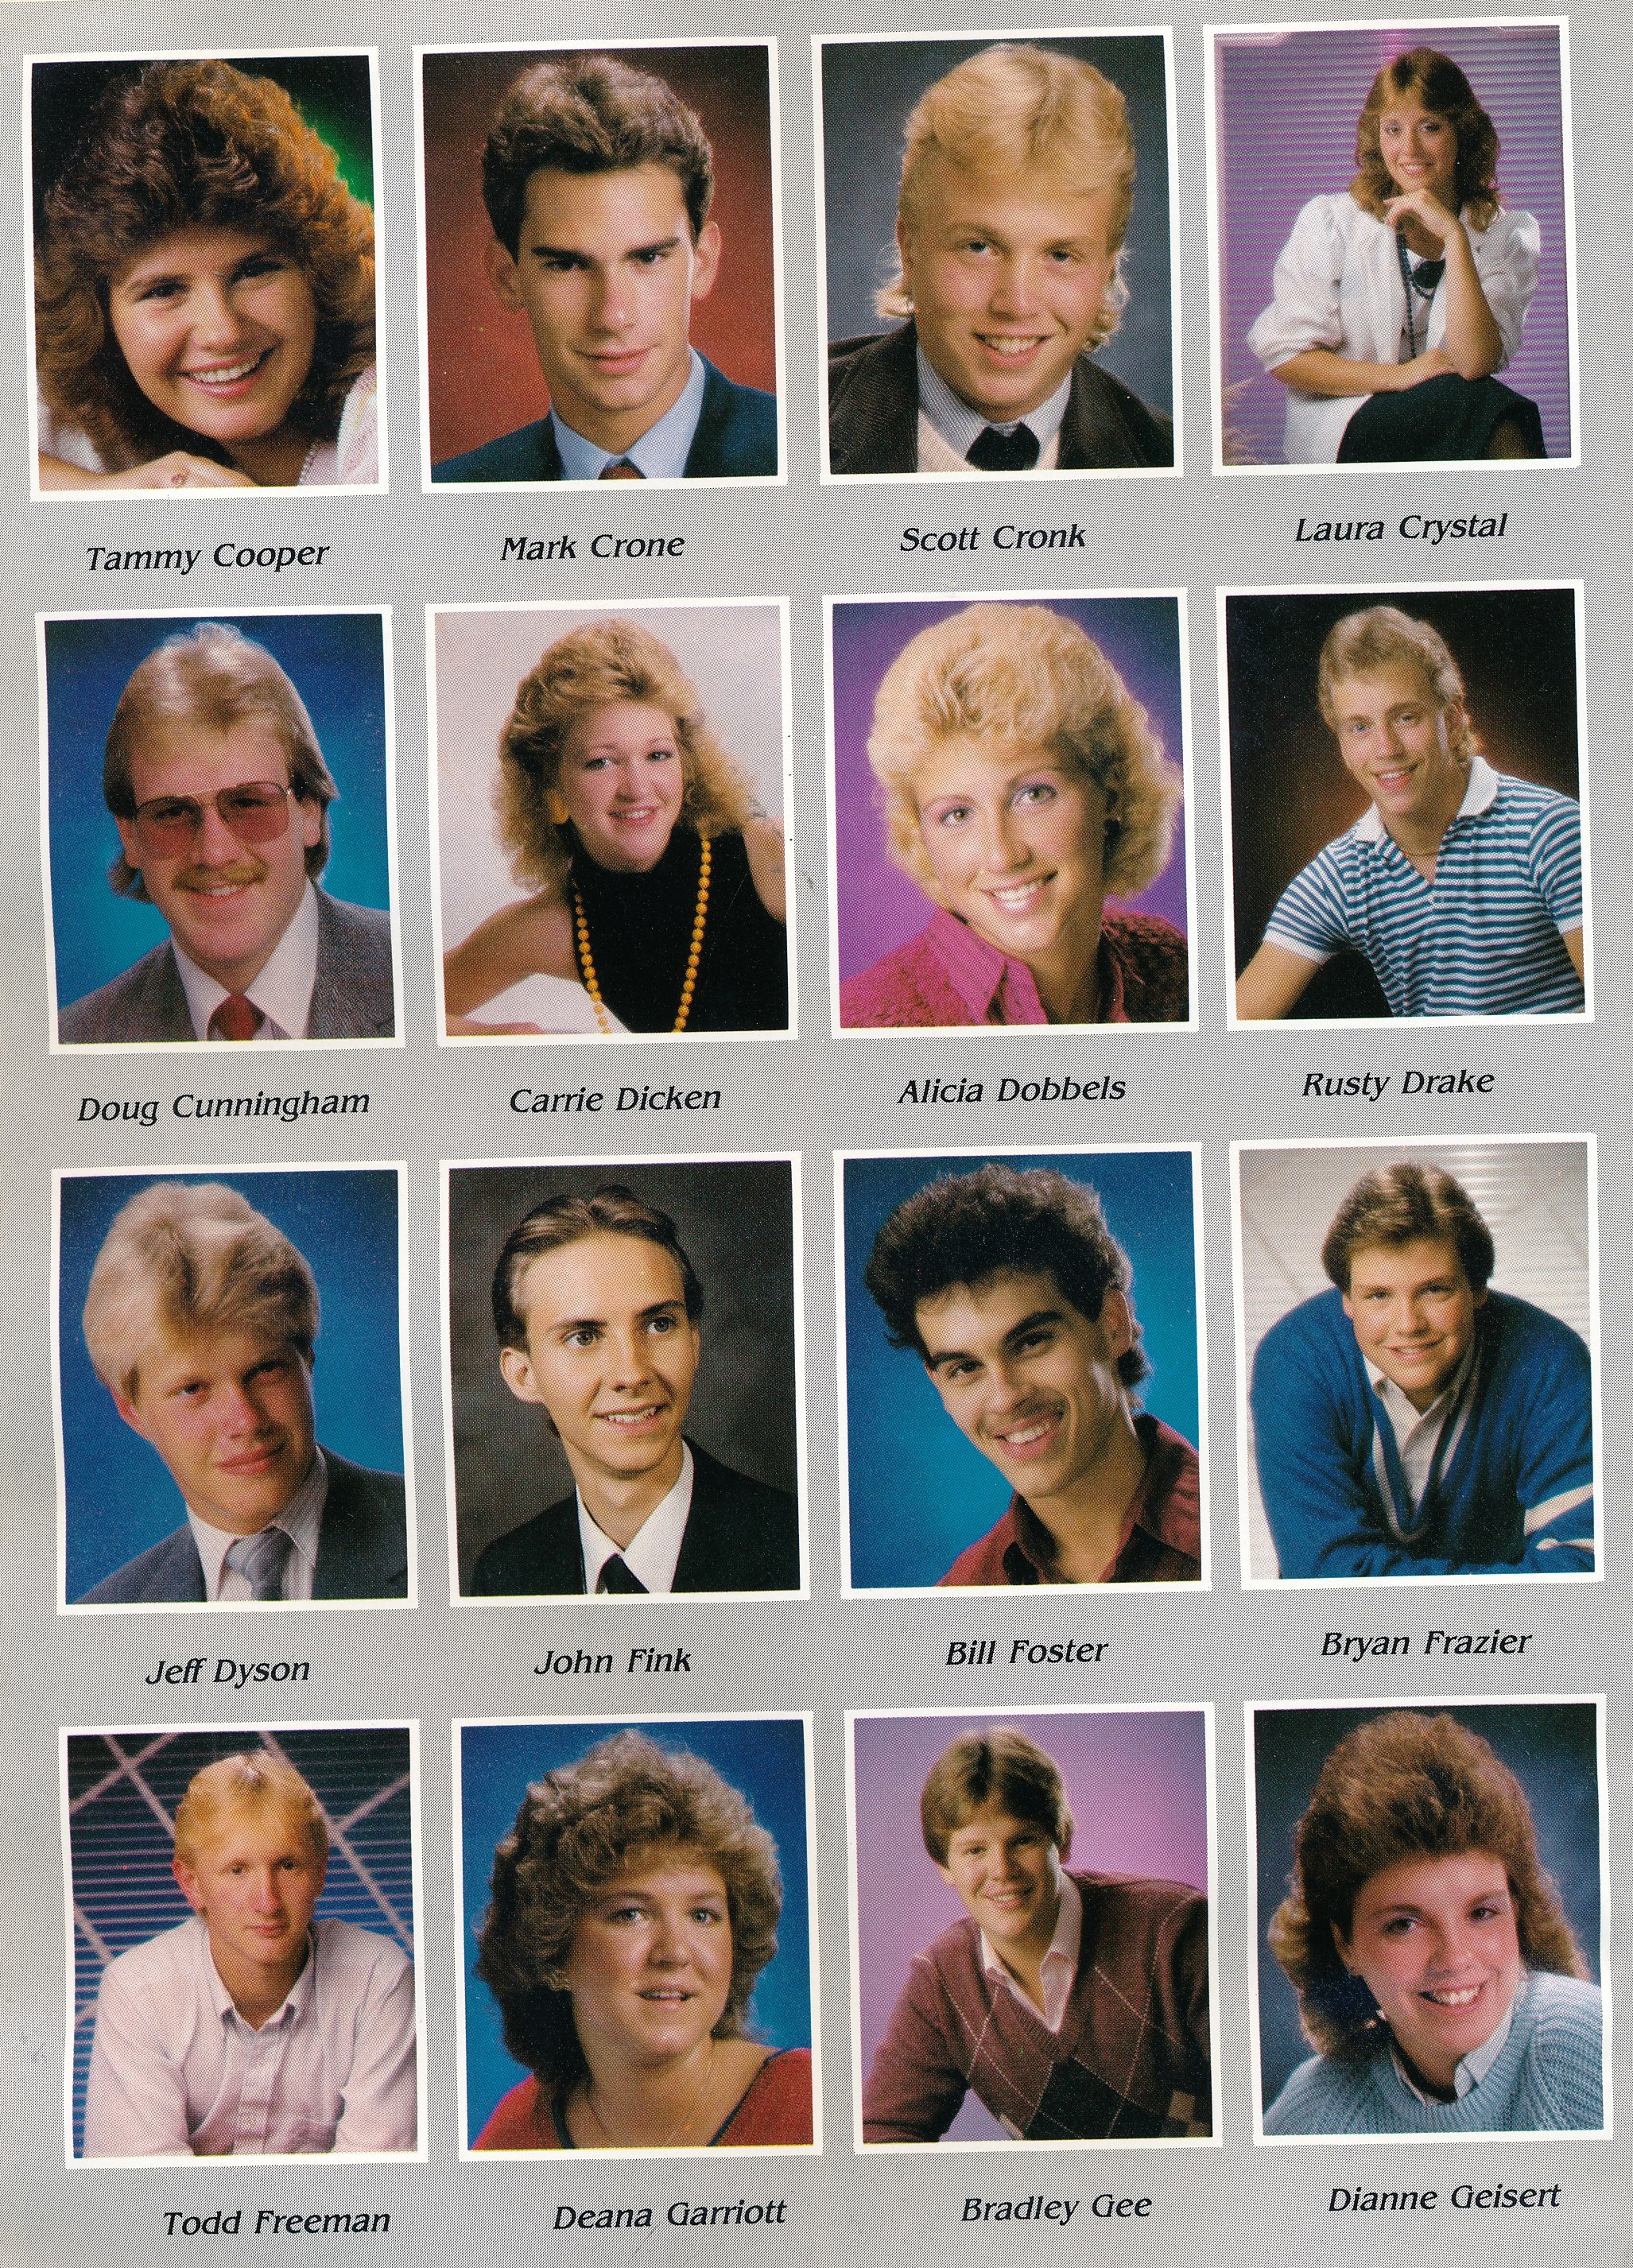 Tammy Cooper
Mark Crone
Scott Cronk
Laura Crystal
Doug Cunningham
Carrie Dicken
Alicia Dobbels
Rusty Drake
Jeff Dyson
John Fink
Bill Foster
Bryan Frazier
Todd Freeman
Deana Garriott
Bradley Gee
Dianne Geisert